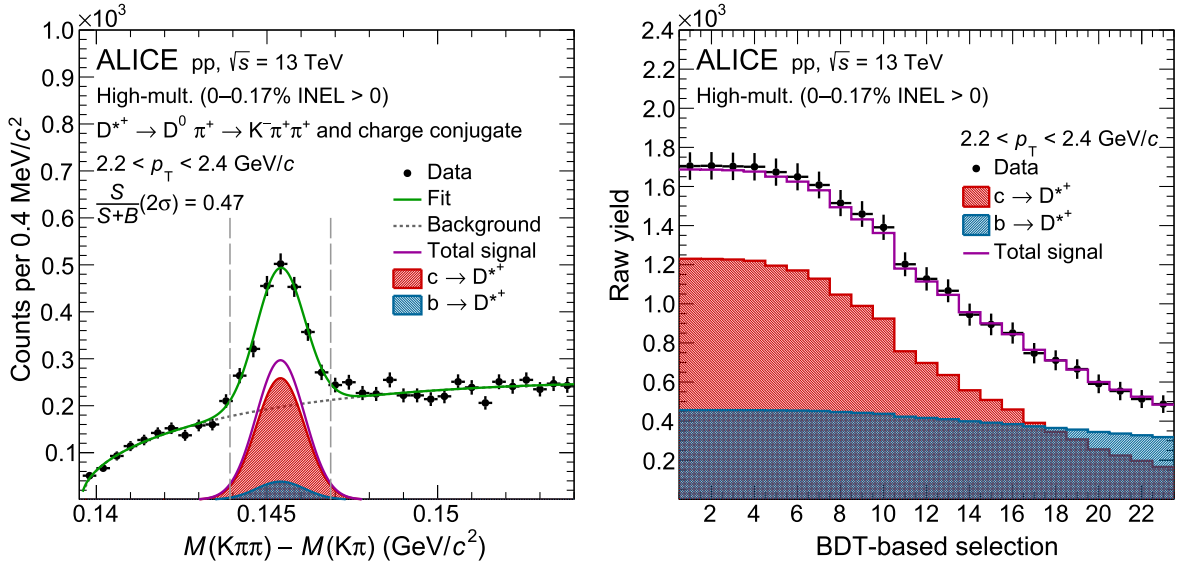 ×10³
ALICE pp, √s = 13 TeV
High-mult. (0–0.17% INEL > 0)
D*⁺ → D⁰ π⁺ → K⁻π⁺π⁺ and charge conjugate
2.2 < p_T < 2.4 GeV/c
S/(S+B) (2σ) = 0.47
Data
Fit
Background
Total signal
c → D*⁺
b → D*⁺
Counts per 0.4 MeV/c²
1.0
0.9
0.8
0.7
0.6
0.5
0.4
0.3
0.2
0.1
0.14 0.145 0.15
M(Kππ) – M(Kπ) (GeV/c²)
×10³
ALICE pp, √s = 13 TeV
High-mult. (0–0.17% INEL > 0)
2.2 < p_T < 2.4 GeV/c
Data
c → D*⁺
b → D*⁺
Total signal
Raw yield
2.4
2.2
2.0
1.8
1.6
1.4
1.2
1.0
0.8
0.6
0.4
0.2
2 4 6 8 10 12 14 16 18 20 22
BDT-based selection